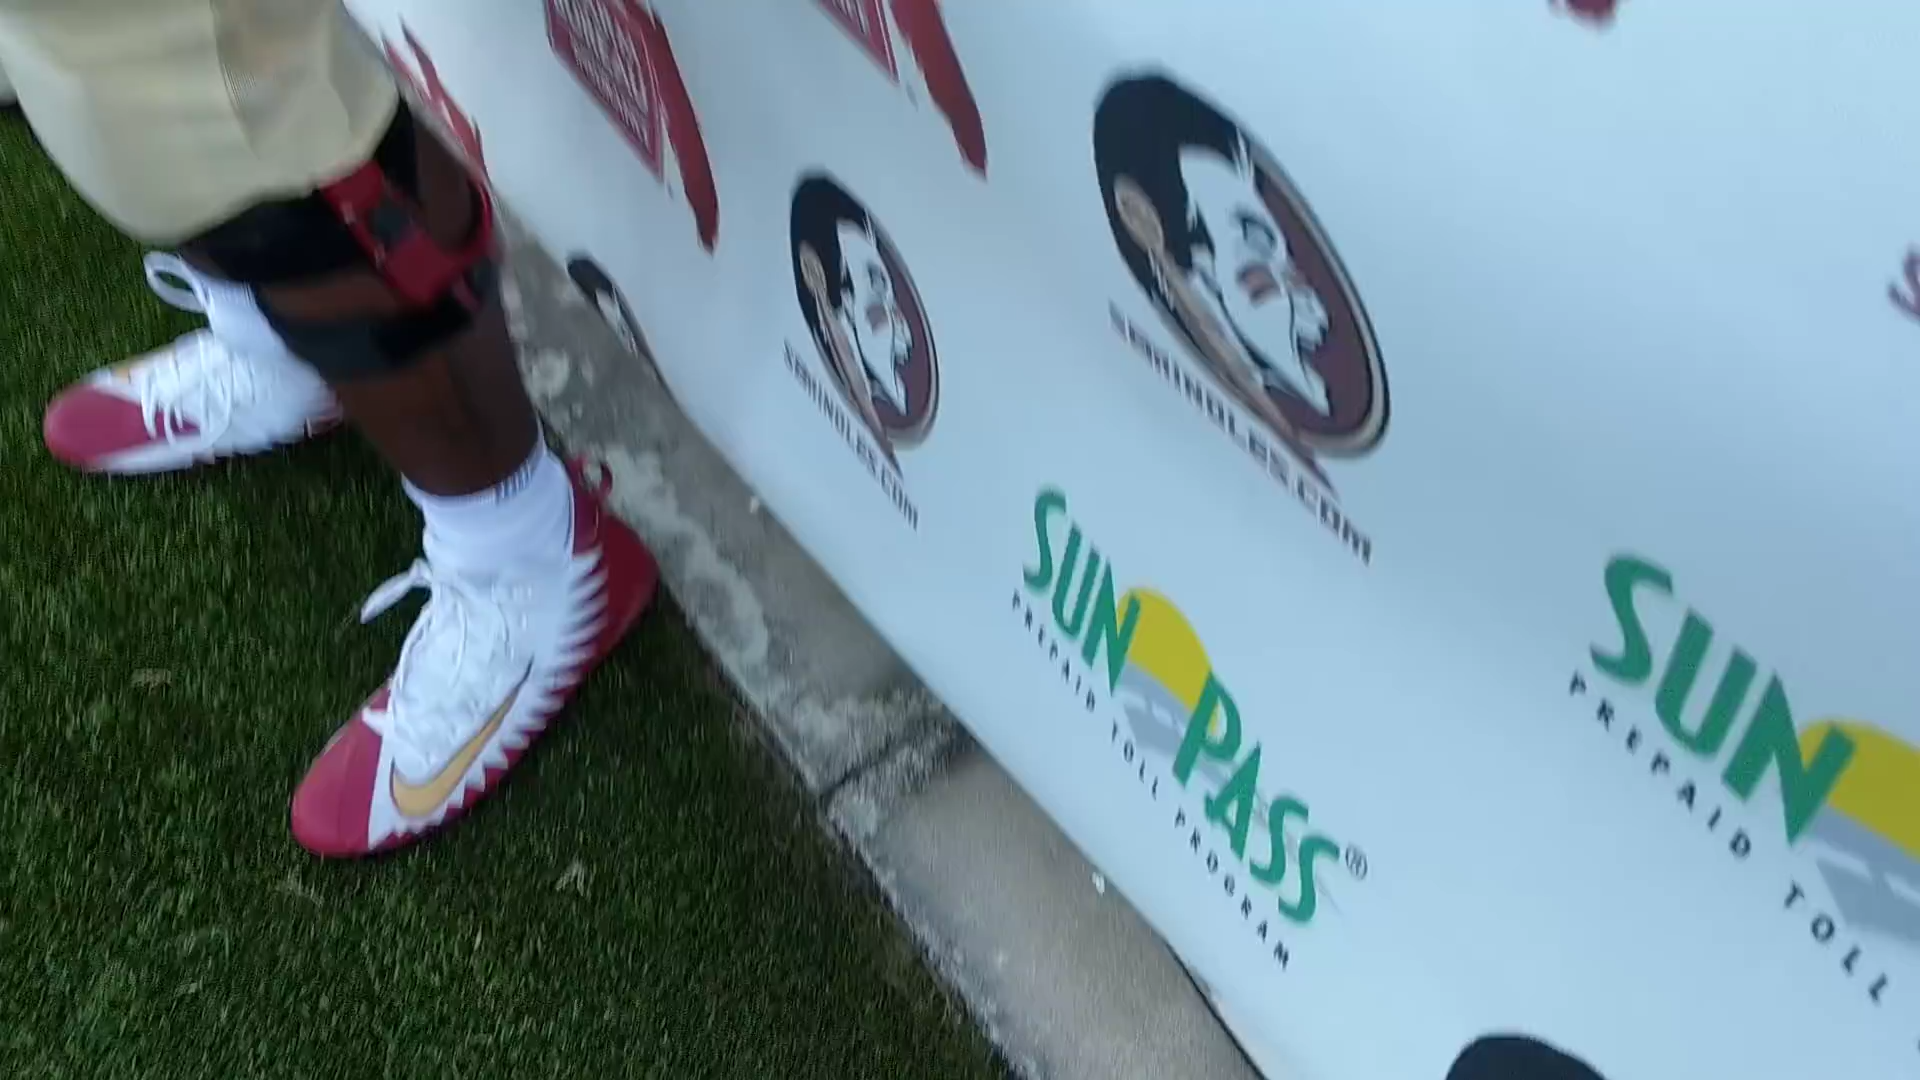 SEMINOLES.COM
SEMINOLES.COM
SUN PASS®
PREPAID TOLL PROGRAM
SUN
PREPAID TOLL